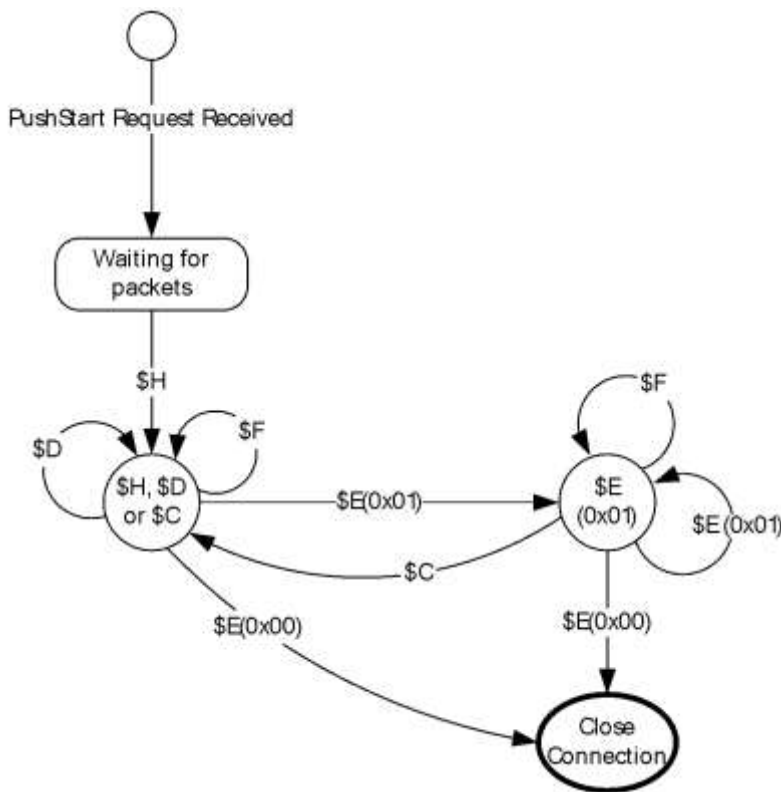 PushStart Request Received
Waiting for
packets
$H
$F
$D
$F
$H, $D
or $C
$E(0x01)
$E
(0x01)
$E(0x01)
$C
$E(0x00)
$E(0x00)
Close
Connection